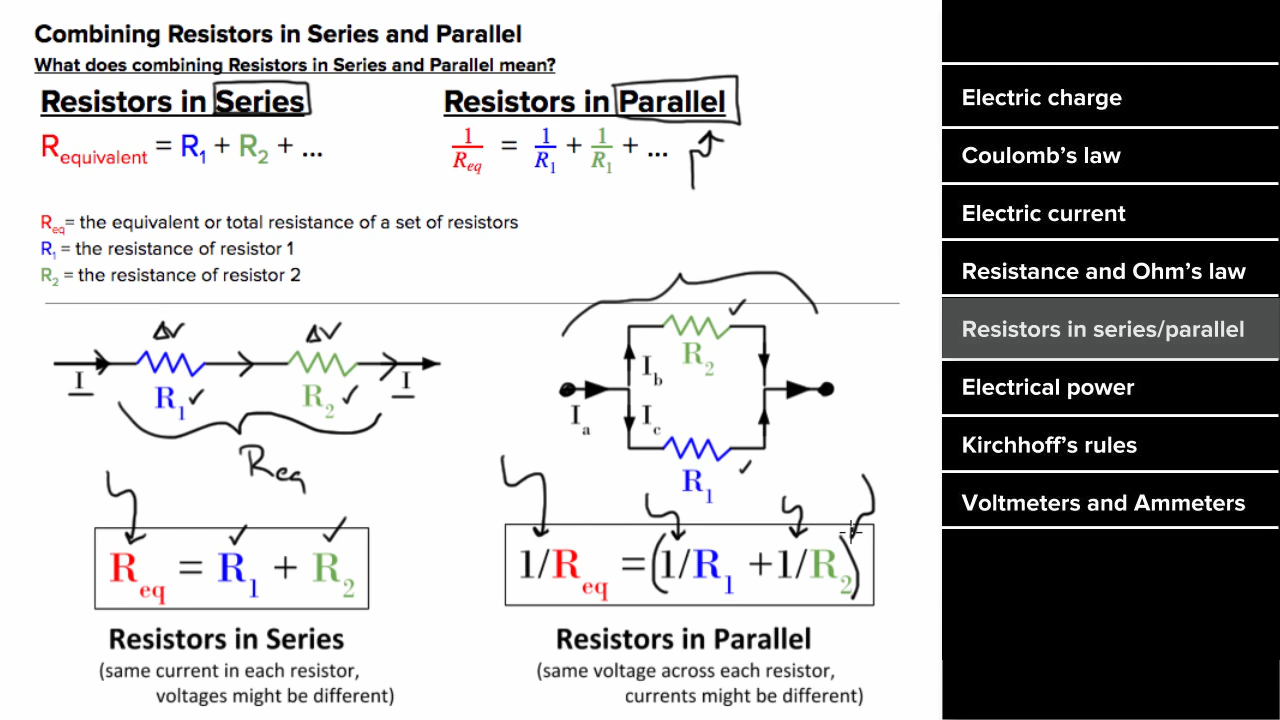 Combining Resistors in Series and Parallel
What does combining Resistors in Series and Parallel mean?
Resistors in Series
R equivalent = R1 + R2 + ...
Resistors in Parallel
1/Req = 1/R1 + 1/R1 + ...
Req = the equivalent or total resistance of a set of resistors
R1 = the resistance of resistor 1
R2 = the resistance of resistor 2
ΔV ΔV
I I
R1 R2
Req
Req = R1 + R2
Resistors in Series
(same current in each resistor,
voltages might be different)
R2
Ib
Ia Ic
R1
1/Req =(1/R1 +1/R2)
Resistors in Parallel
(same voltage across each resistor,
currents might be different)
Electric charge
Coulomb’s law
Electric current
Resistance and Ohm’s law
Resistors in series/parallel
Electrical power
Kirchhoff’s rules
Voltmeters and Ammeters